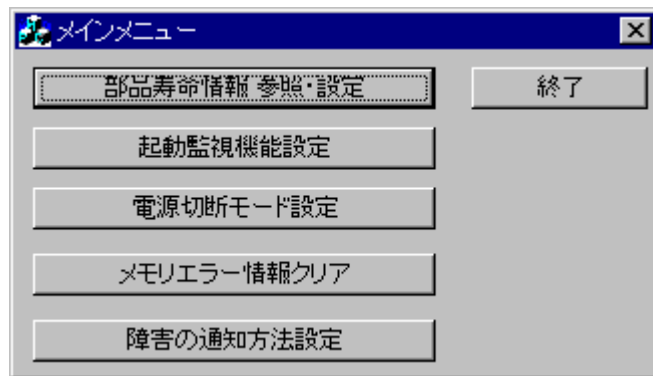 メインメニュー
部品寿命情報 参照・設定
終了
起動監視機能設定
電源切断モード設定
メモリエラー情報クリア
障害の通知方法設定